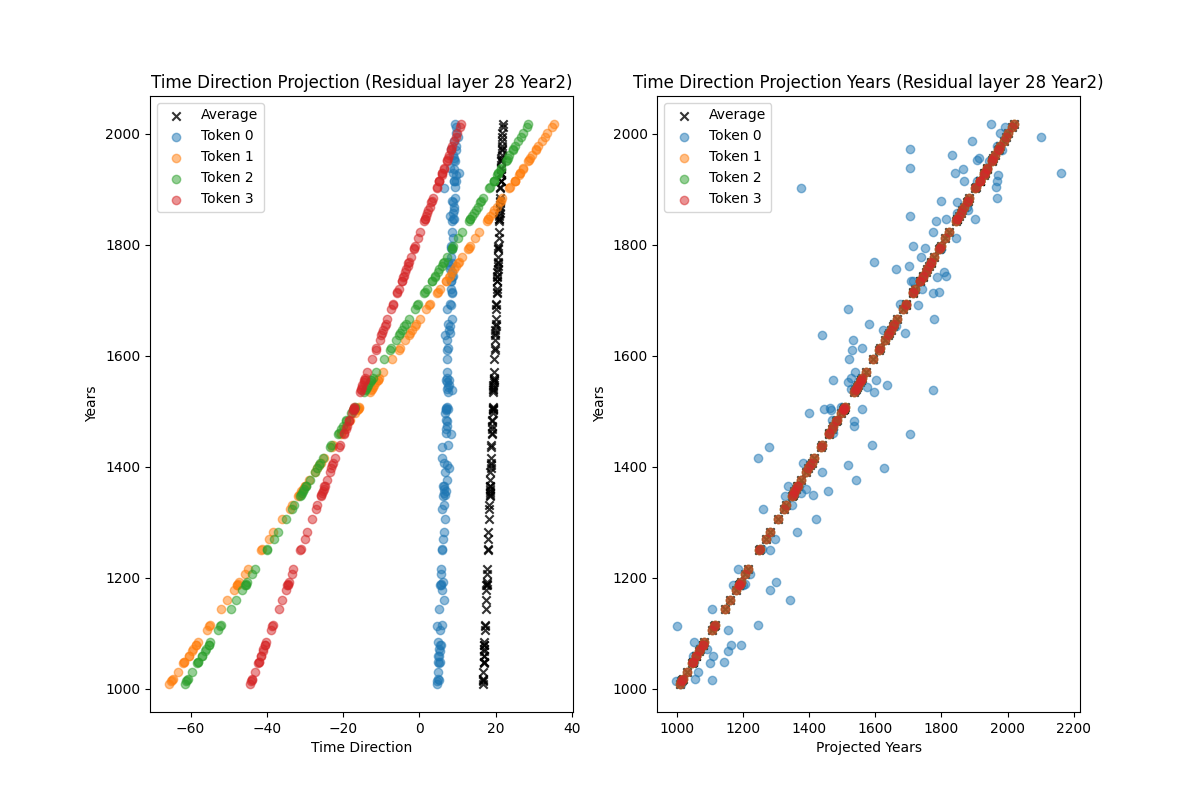 Time Direction Projection (Residual layer 28 Year2)
Average
Token 0
Token 1
Token 2
Token 3
2000
1800
1600
1400
1200
1000
Years
−60
−40
−20
0
20
40
Time Direction
Time Direction Projection Years (Residual layer 28 Year2)
Average
Token 0
Token 1
Token 2
Token 3
2000
1800
1600
1400
1200
1000
Years
1000
1200
1400
1600
1800
2000
2200
Projected Years